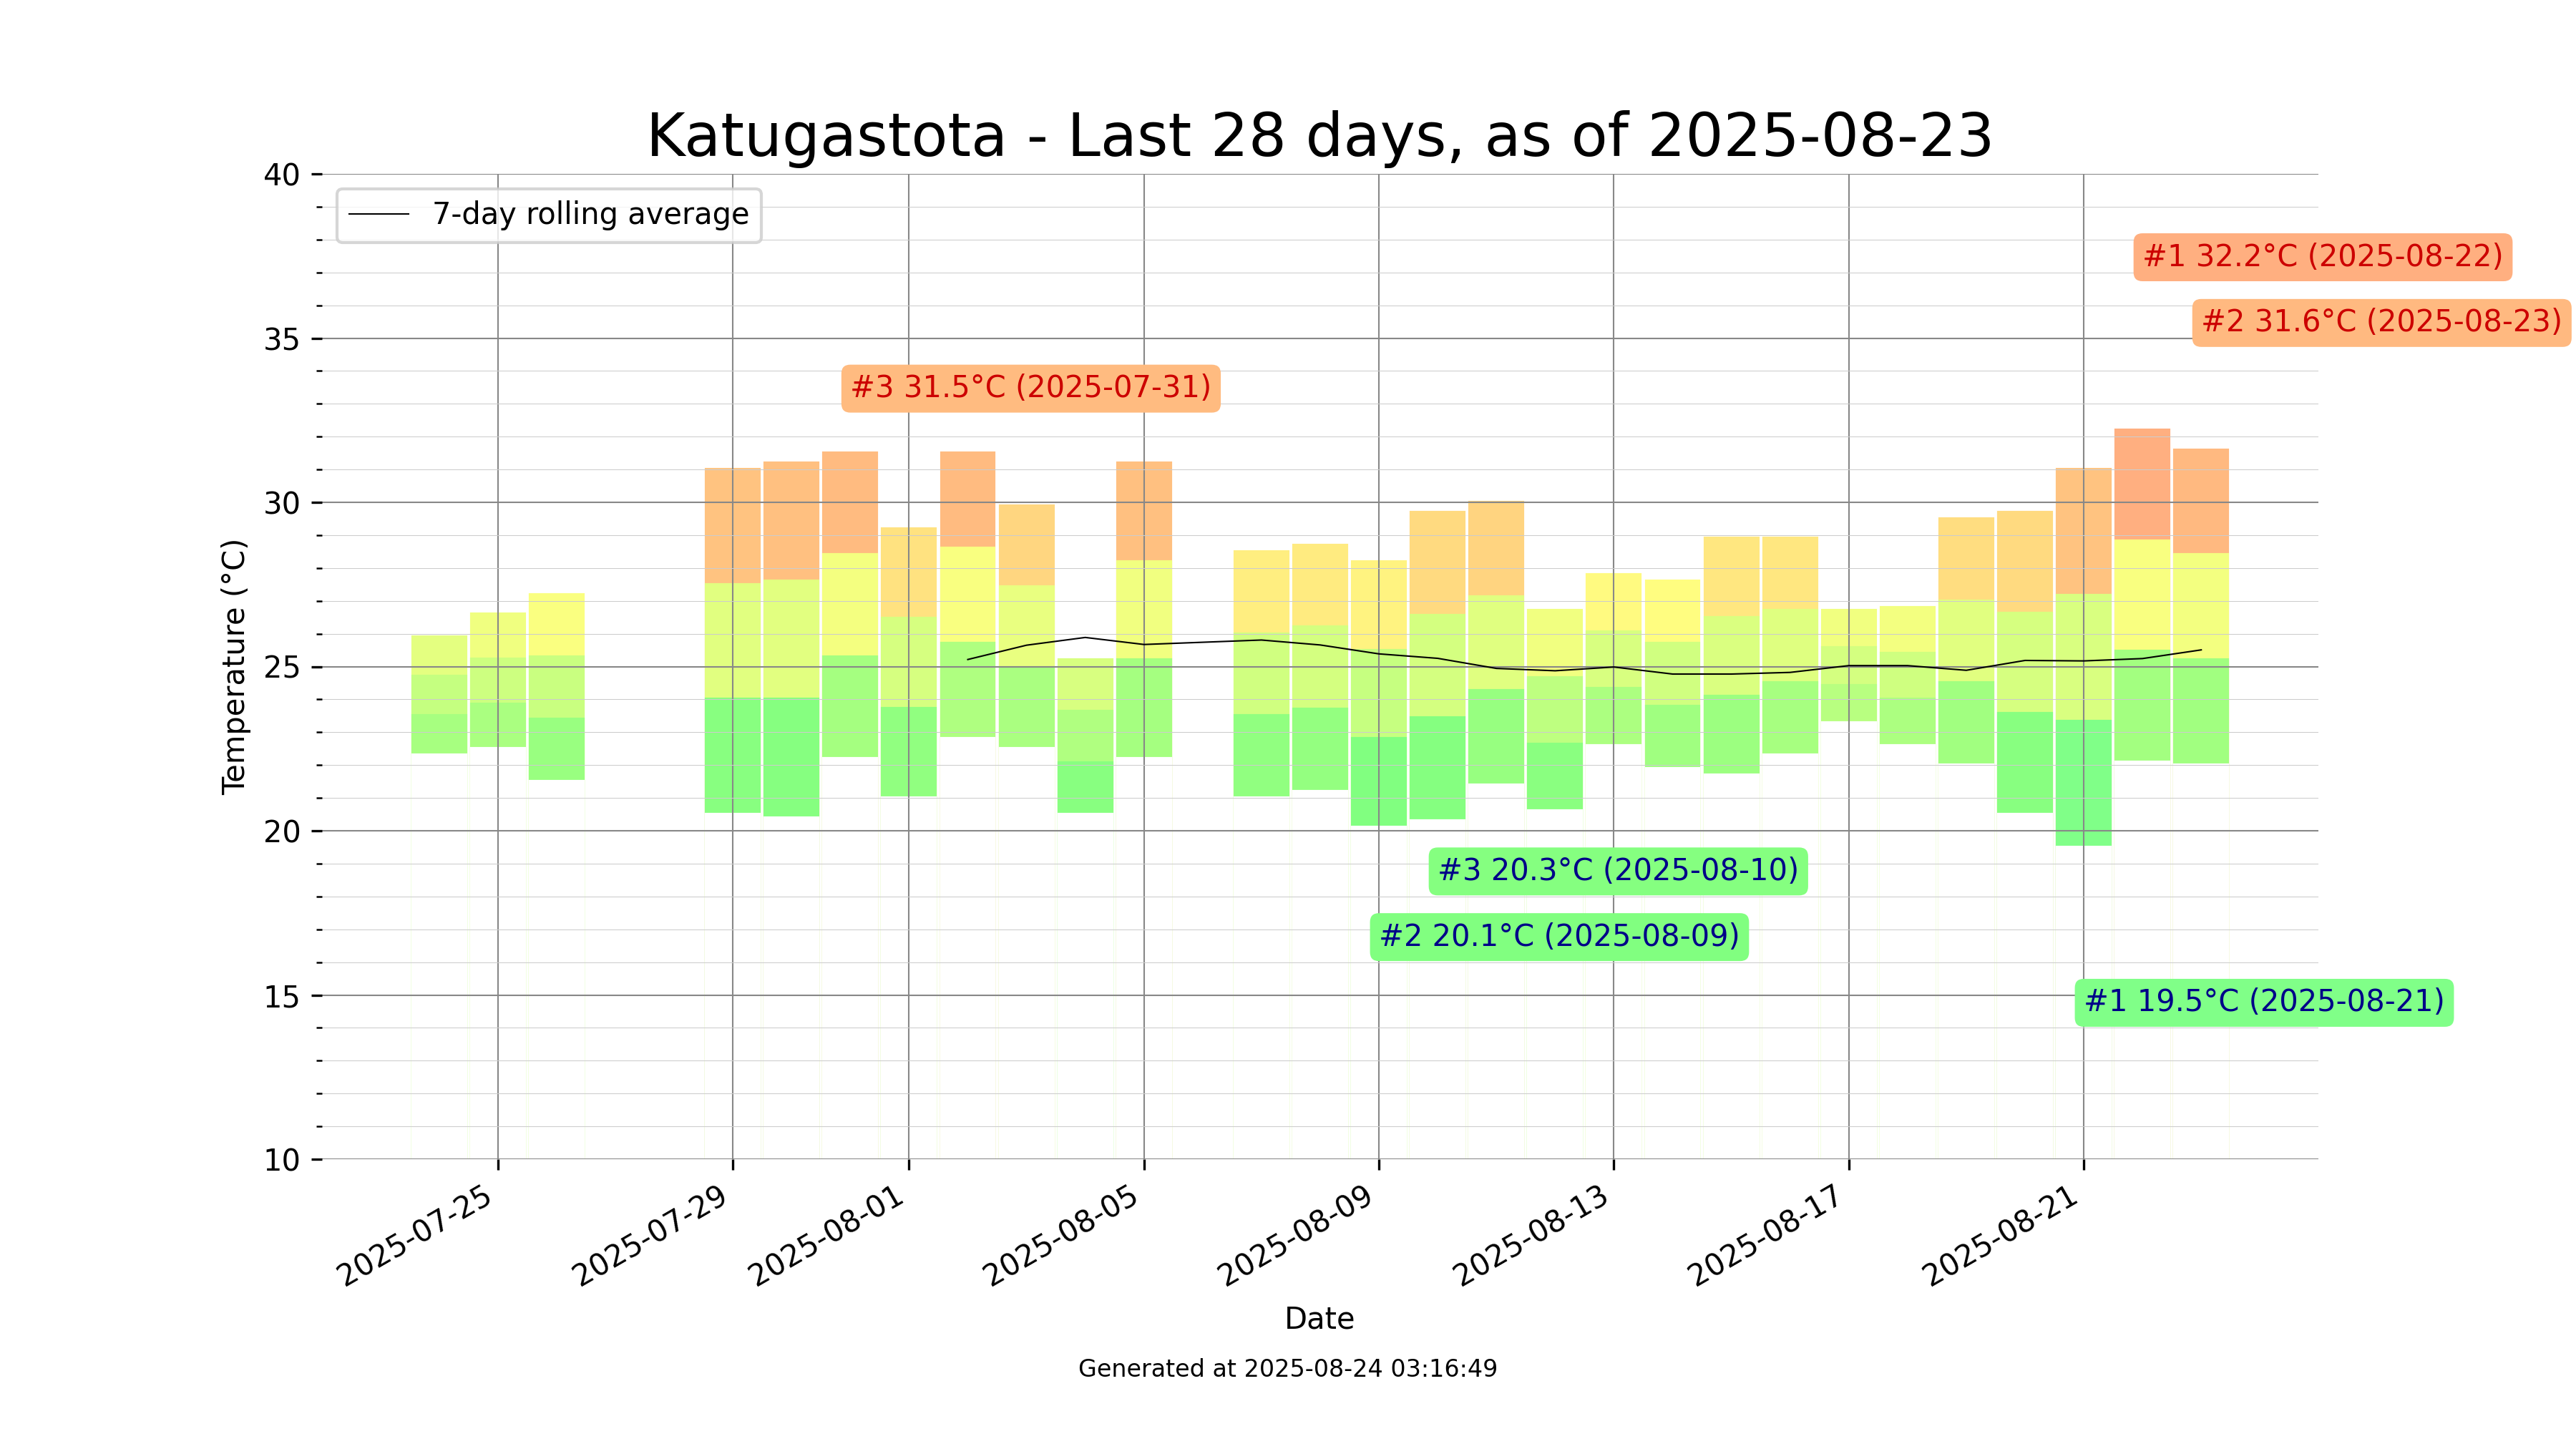 Katugastota - Last 28 days, as of 2025-08-23
40
7-day rolling average
#1 32.2°C (2025-08-22)
#2 31.6°C (2025-08-23)
35
#3 31.5°C (2025-07-31)
30
Temperature (°C)
25
20
#3 20.3°C (2025-08-10)
#2 20.1°C (2025-08-09)
15
#1 19.5°C (2025-08-21)
10
2025-07-25
2025-07-29
2025-08-01
2025-08-05
2025-08-09
2025-08-13
2025-08-17
2025-08-21
Date
Generated at 2025-08-24 03:16:49